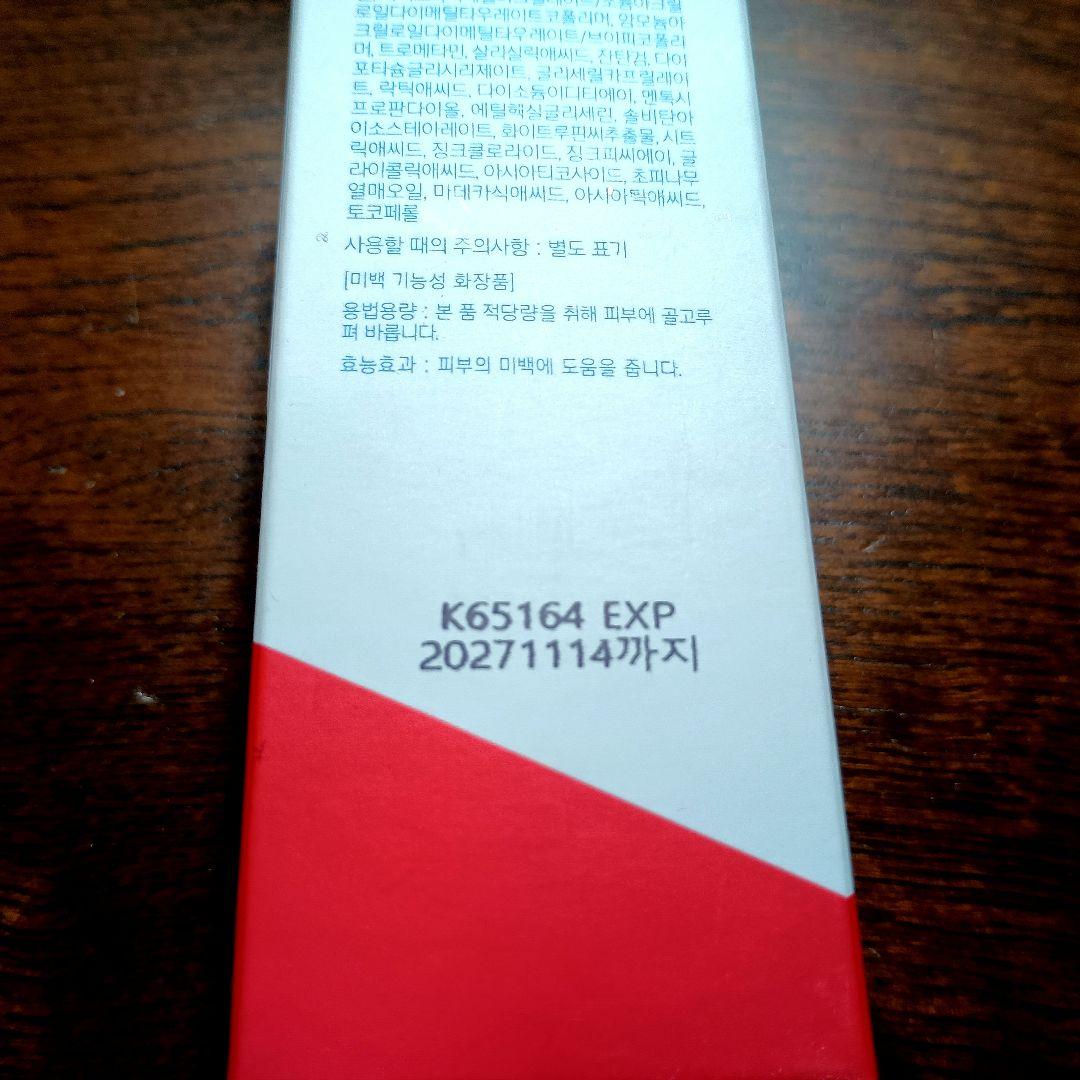 로일다이메틸타우레이트코폴리머, 암모늄아
크릴로일다이메틸타우레이트/브이피코폴리
머, 트로메타민, 살리실릭애씨드, 잔탄검, 다이
포타슘글리시리제이트, 글리세릴카프릴레이
트, 락틱애씨드, 다이소듐이디티에이, 멘톡시
프로판다이올, 에틸헥실글리세린, 솔비탄아
이소스테아레이트, 화이트루핀씨추출물, 시트
릭애씨드, 징크클로라이드, 징크피씨에이, 글
라이콜릭애씨드, 아시아티코사이드, 초피나무
열매오일, 마데카식애씨드, 아시아틱애씨드,
토코페롤
사용할 때의 주의사항 : 별도 표기
[미백 기능성 화장품]
용법용량 : 본 품 적당량을 취해 피부에 골고루
펴 바릅니다.
효능효과 : 피부의 미백에 도움을 줍니다.
K65164 EXP
20271114까지